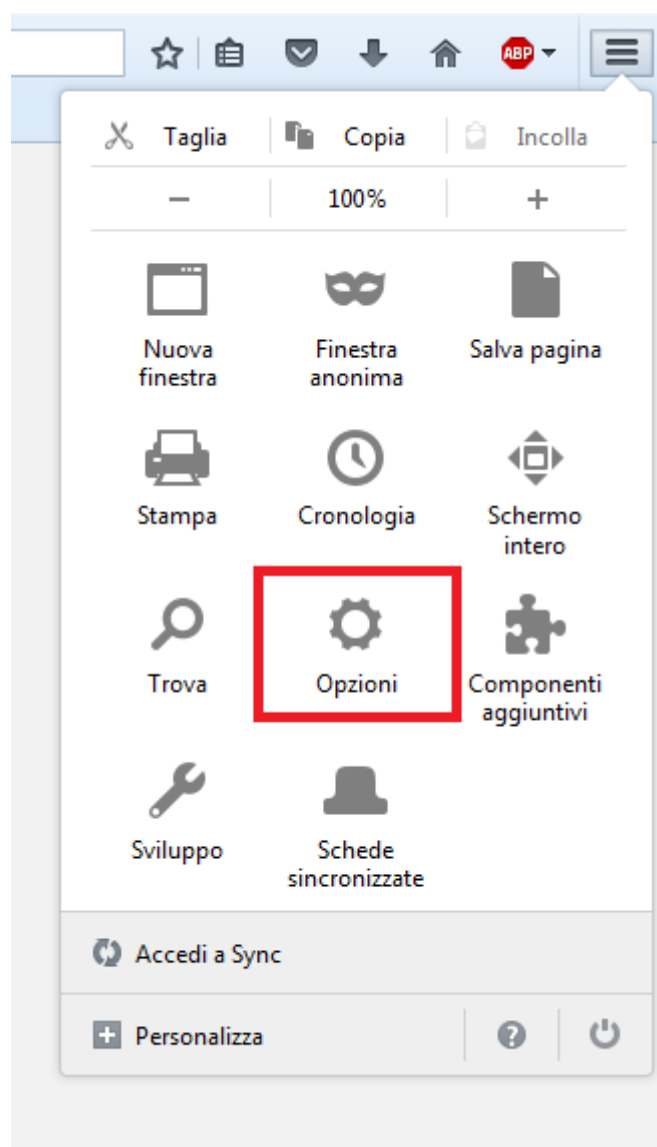 ABP
Taglia Copia Incolla
− 100% +
Nuova finestra
Finestra anonima
Salva pagina
Stampa
Cronologia
Schermo intero
Trova
Opzioni
Componenti aggiuntivi
Sviluppo
Schede sincronizzate
Accedi a Sync
Personalizza